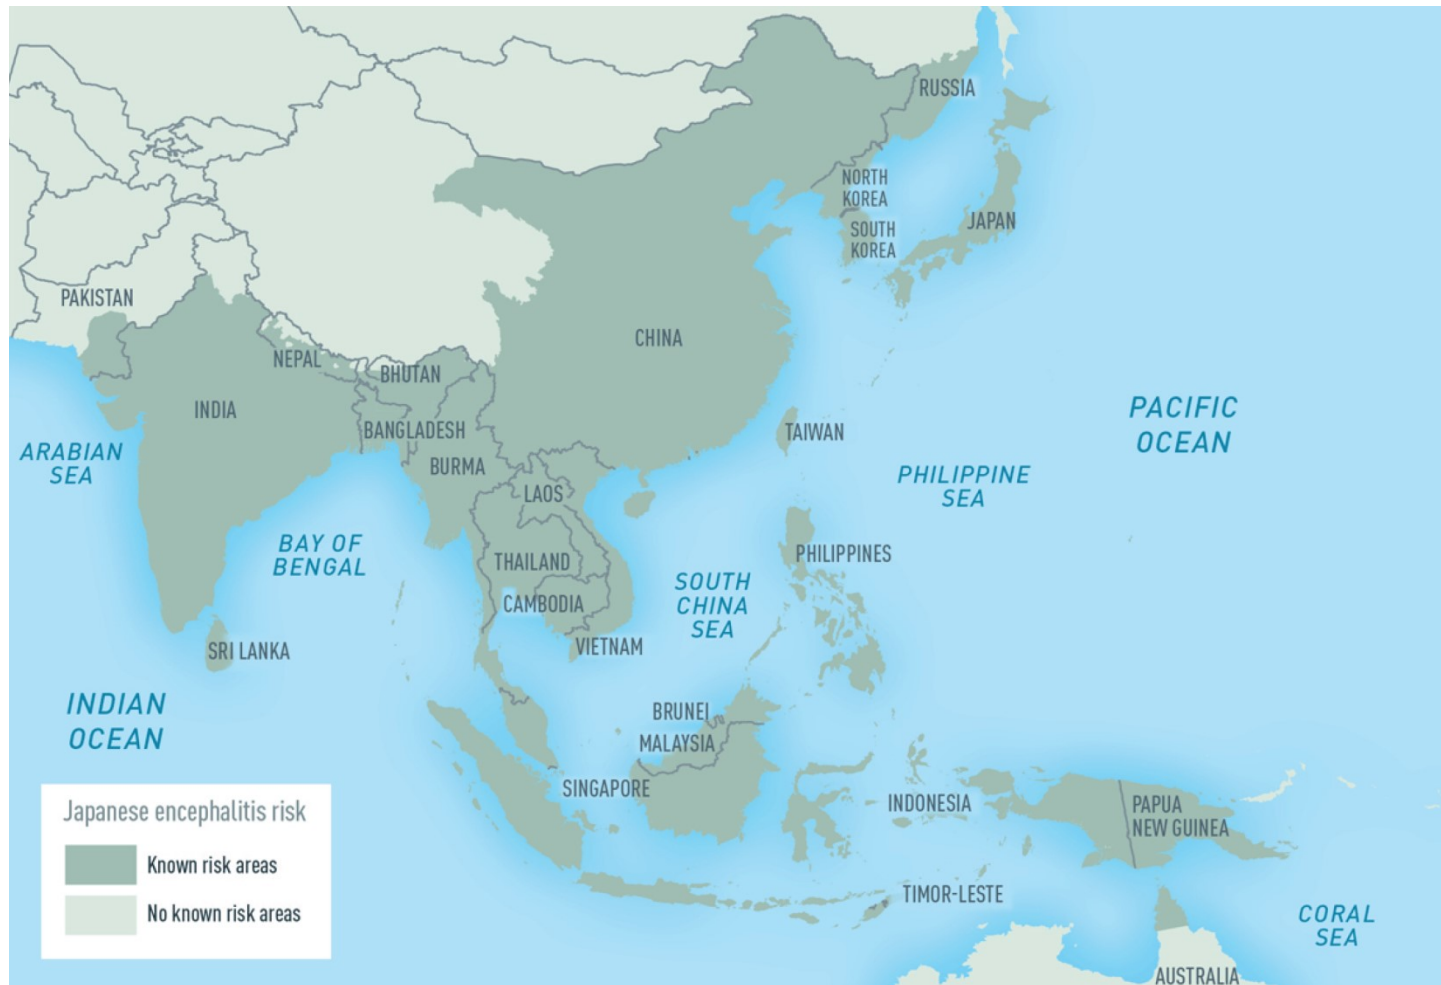 RUSSIA
NORTH
KOREA
SOUTH
KOREA
JAPAN
PAKISTAN
CHINA
NEPAL
BHUTAN
INDIA
BANGLADESH
TAIWAN
BURMA
ARABIAN
SEA
PACIFIC
OCEAN
PHILIPPINE
SEA
LAOS
BAY OF
BENGAL
THAILAND
PHILIPPINES
CAMBODIA
SOUTH
CHINA
SEA
VIETNAM
SRI LANKA
INDIAN
OCEAN
BRUNEI
MALAYSIA
SINGAPORE
INDONESIA
PAPUA
NEW GUINEA
TIMOR-LESTE
CORAL
SEA
AUSTRALIA
Japanese encephalitis risk
Known risk areas
No known risk areas